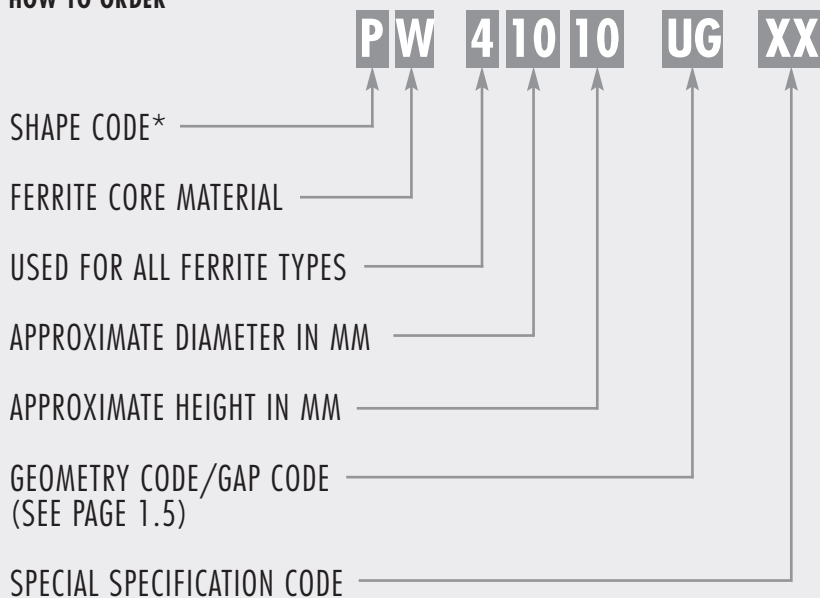 HOW TO ORDER
P W 4 10 10 UG XX
SHAPE CODE*
FERRITE CORE MATERIAL
USED FOR ALL FERRITE TYPES
APPROXIMATE DIAMETER IN MM
APPROXIMATE HEIGHT IN MM
GEOMETRY CODE/GAP CODE
(SEE PAGE 1.5)
SPECIAL SPECIFICATION CODE